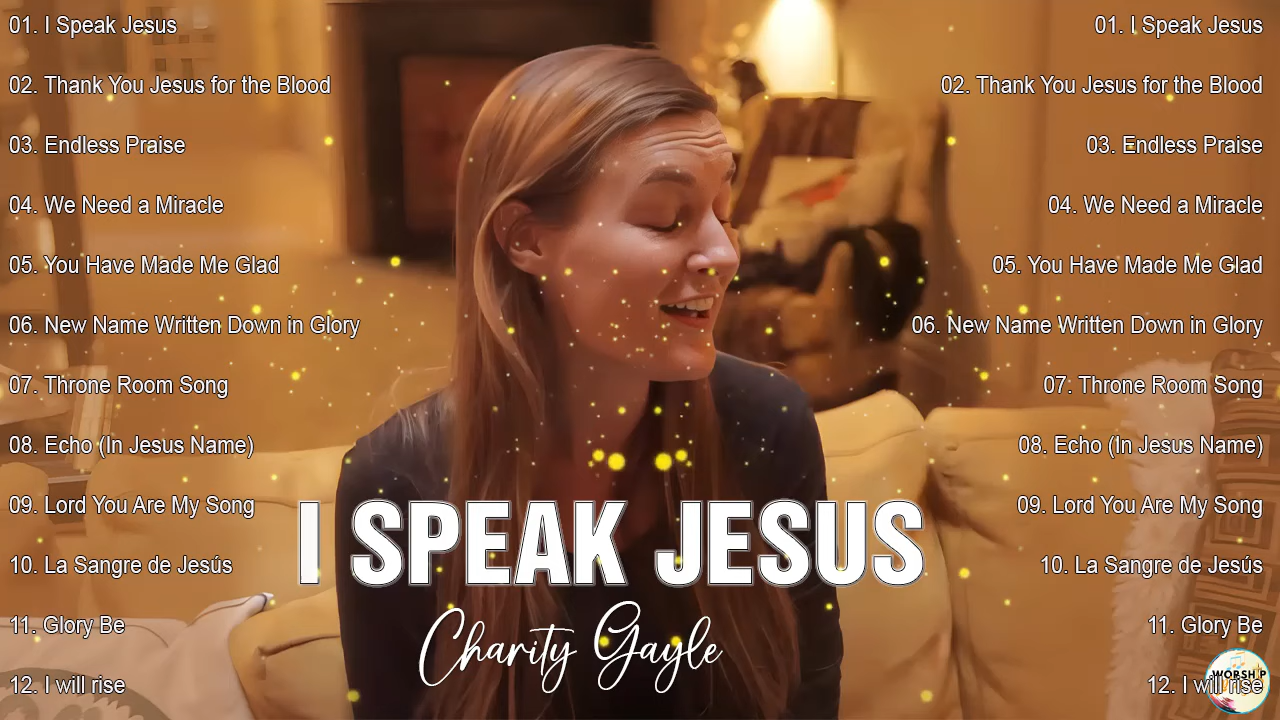 01. I Speak Jesus
02. Thank You Jesus for the Blood
03. Endless Praise
04. We Need a Miracle
05. You Have Made Me Glad
06. New Name Written Down in Glory
07. Throne Room Song
08. Echo (In Jesus Name)
09. Lord You Are My Song
10. La Sangre de Jesús
11. Glory Be
12. I will rise
I SPEAK JESUS
Charity Gayle
01. I Speak Jesus
02. Thank You Jesus for the Blood
03. Endless Praise
04. We Need a Miracle
05. You Have Made Me Glad
06. New Name Written Down in Glory
07. Throne Room Song
08. Echo (In Jesus Name)
09. Lord You Are My Song
10. La Sangre de Jesús
11. Glory Be
12. I will rise
WORSHIP